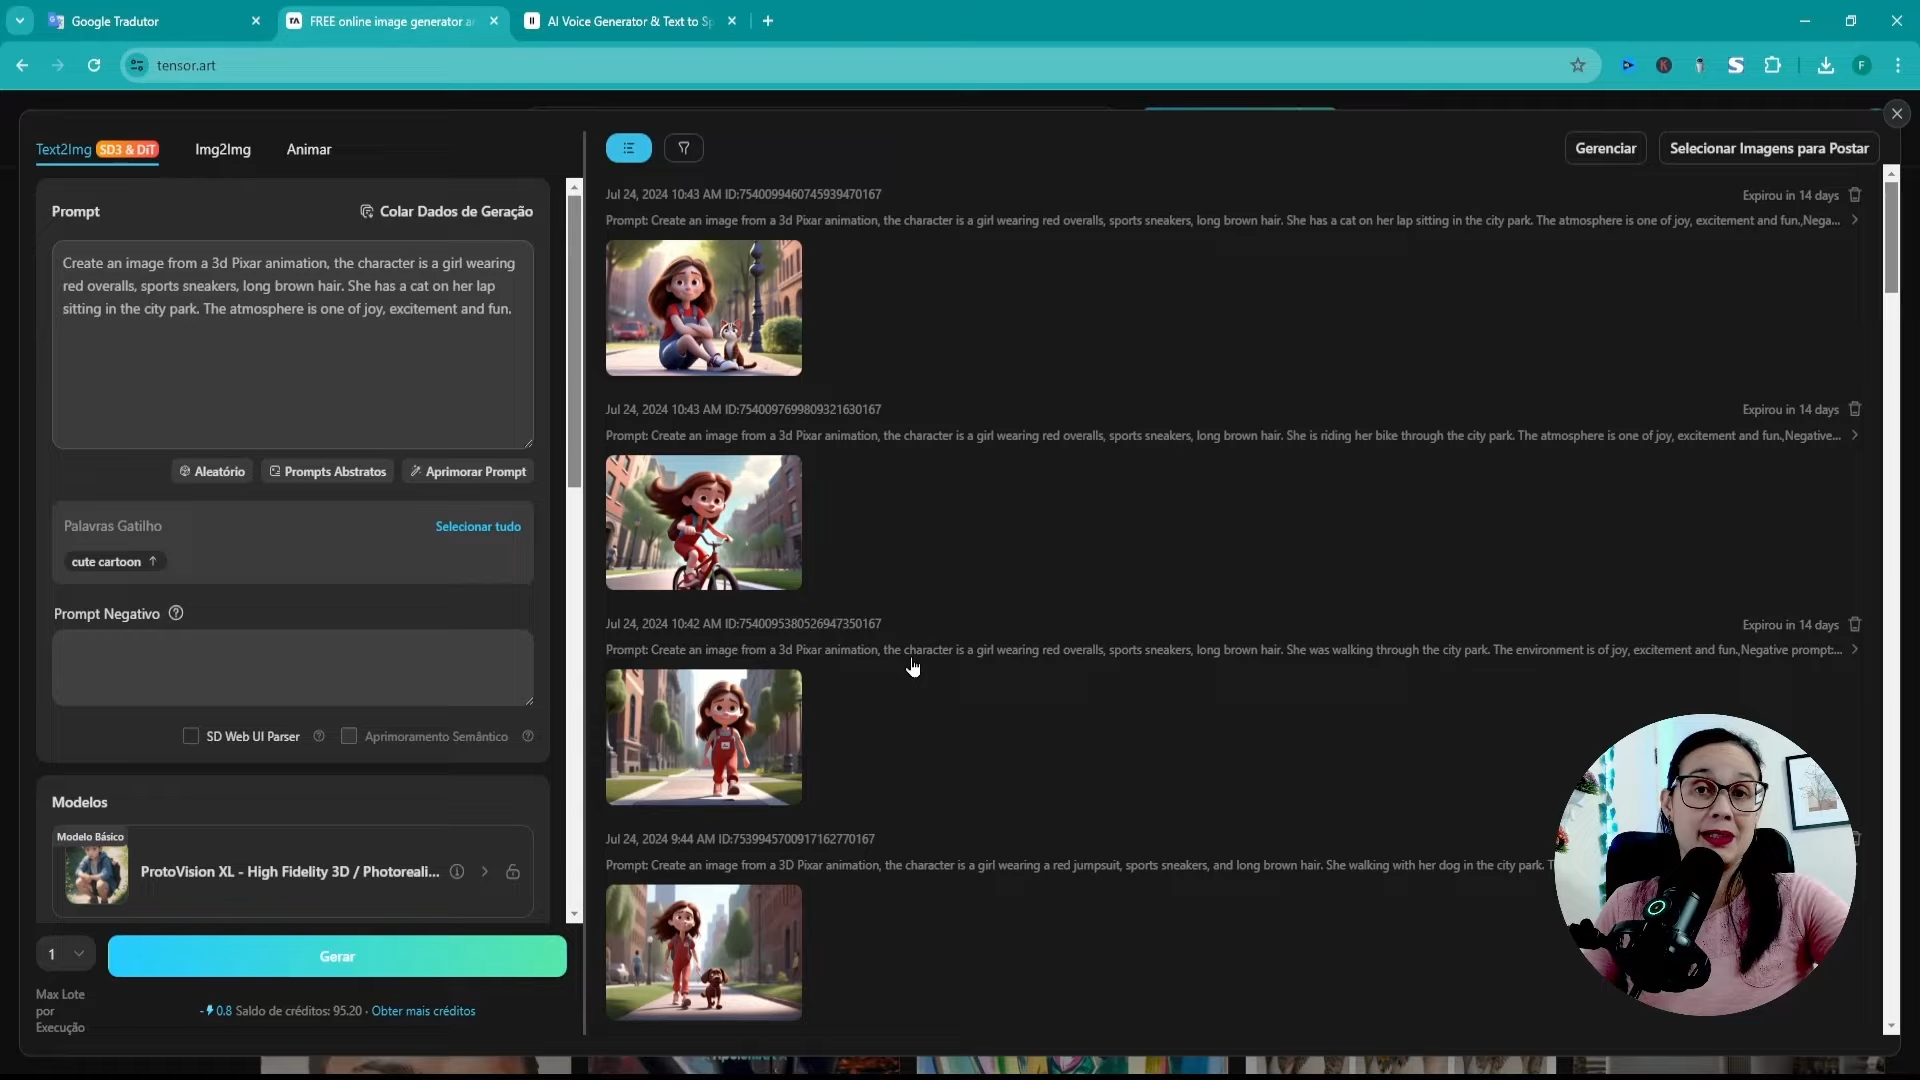 Google Tradutor
FREE online image generator a
AI Voice Generator & Text to Sp
tensor.art
Text2Img SD3 & DiT
Img2Img
Animar
Gerenciar
Selecionar Imagens para Postar
Prompt
Colar Dados de Geração
Create an image from a 3d Pixar animation, the character is a girl wearing
red overalls, sports sneakers, long brown hair. She has a cat on her lap
sitting in the city park. The atmosphere is one of joy, excitement and fun.
Aleatório
Prompts Abstratos
Aprimorar Prompt
Palavras Gatilho
Selecionar tudo
cute cartoon ↑
Prompt Negativo
SD Web UI Parser
Aprimoramento Semântico
Modelos
Modelo Básico
ProtoVision XL - High Fidelity 3D / Photoreali...
1
Gerar
Max Lote
por
Execução
- 0.8 Saldo de créditos: 95.20 · Obter mais créditos
Jul 24, 2024 10:43 AM ID:754009946074593947​0167
Expirou in 14 days
Prompt: Create an image from a 3d Pixar animation, the character is a girl wearing red overalls, sports sneakers, long brown hair. She has a cat on her lap sitting in the city park. The atmosphere is one of joy, excitement and fun.,Nega...
Jul 24, 2024 10:43 AM ID:754009769980932163​0167
Expirou in 14 days
Prompt: Create an image from a 3d Pixar animation, the character is a girl wearing red overalls, sports sneakers, long brown hair. She is riding her bike through the city park. The atmosphere is one of joy, excitement and fun.,Negative...
Jul 24, 2024 10:42 AM ID:754009538052694735​0167
Expirou in 14 days
Prompt: Create an image from a 3d Pixar animation, the character is a girl wearing red overalls, sports sneakers, long brown hair. She was walking through the city park. The environment is of joy, excitement and fun.,Negative prompt:...
Jul 24, 2024 9:44 AM ID:753994570091716277​0167
Prompt: Create an image from a 3D Pixar animation, the character is a girl wearing a red jumpsuit, sports sneakers, and long brown hair. She walking with her dog in the city park. T